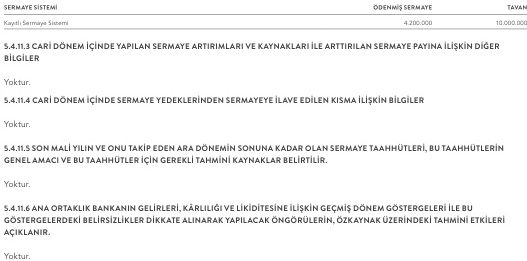 SERMAYE SİSTEMİ ÖDENMİŞ SERMAYE TAVAN
Kayıtlı Sermaye Sistemi 4.200.000 10.000.000
5.4.11.3 CARİ DÖNEM İÇİNDE YAPILAN SERMAYE ARTIRIMLARI VE KAYNAKLARI İLE ARTTIRILAN SERMAYE PAYINA İLİŞKİN DİĞER
BİLGİLER
Yoktur.
5.4.11.4 CARİ DÖNEM İÇİNDE SERMAYE YEDEKLERİNDEN SERMAYEYE İLAVE EDİLEN KISMA İLİŞKİN BİLGİLER
Yoktur.
5.4.11.5 SON MALİ YILIN VE ONU TAKİP EDEN ARA DÖNEMİN SONUNA KADAR OLAN SERMAYE TAAHHÜTLERİ, BU TAAHHÜTLERİN
GENEL AMACI VE BU TAAHHÜTLER İÇİN GEREKLİ TAHMİNİ KAYNAKLAR BELİRTİLİR.
Yoktur.
5.4.11.6 ANA ORTAKLIK BANKANIN GELİRLERİ, KÂRLILIĞI VE LİKİDİTESİNE İLİŞKİN GEÇMİŞ DÖNEM GÖSTERGELERİ İLE BU
GÖSTERGELERDEKİ BELİRSİZLİKLER DİKKATE ALINARAK YAPILACAK ÖNGÖRÜLERİN, ÖZKAYNAK ÜZERİNDEKİ TAHMİNİ ETKİLERİ
AÇIKLANIR.
Yoktur.